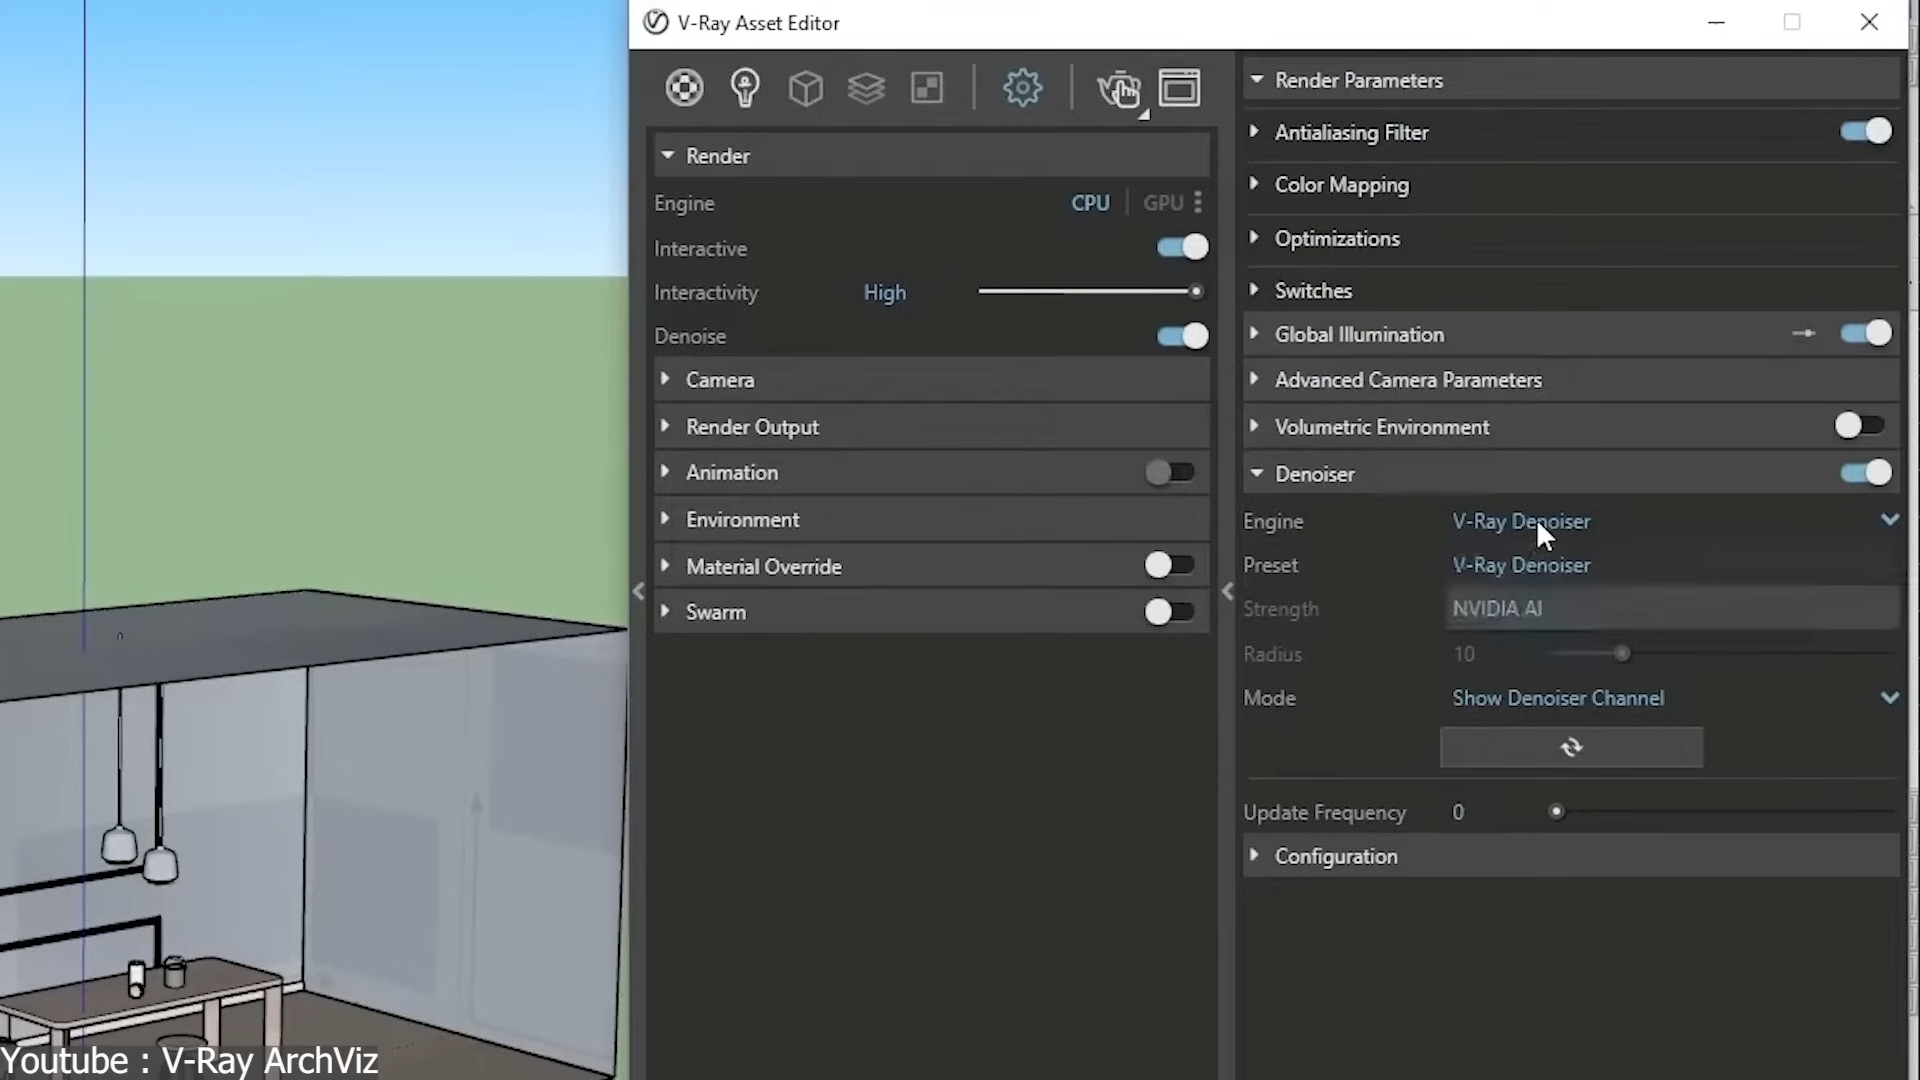 V-Ray Asset Editor
Render
Engine CPU GPU
Interactive
Interactivity High
Denoise
Camera
Render Output
Animation
Environment
Material Override
Swarm
Render Parameters
Antialiasing Filter
Color Mapping
Optimizations
Switches
Global Illumination
Advanced Camera Parameters
Volumetric Environment
Denoiser
Engine V-Ray Denoiser
Preset V-Ray Denoiser
Strength NVIDIA AI
Radius 10
Mode Show Denoiser Channel
Update Frequency 0
Configuration
Youtube : V-Ray ArchViz